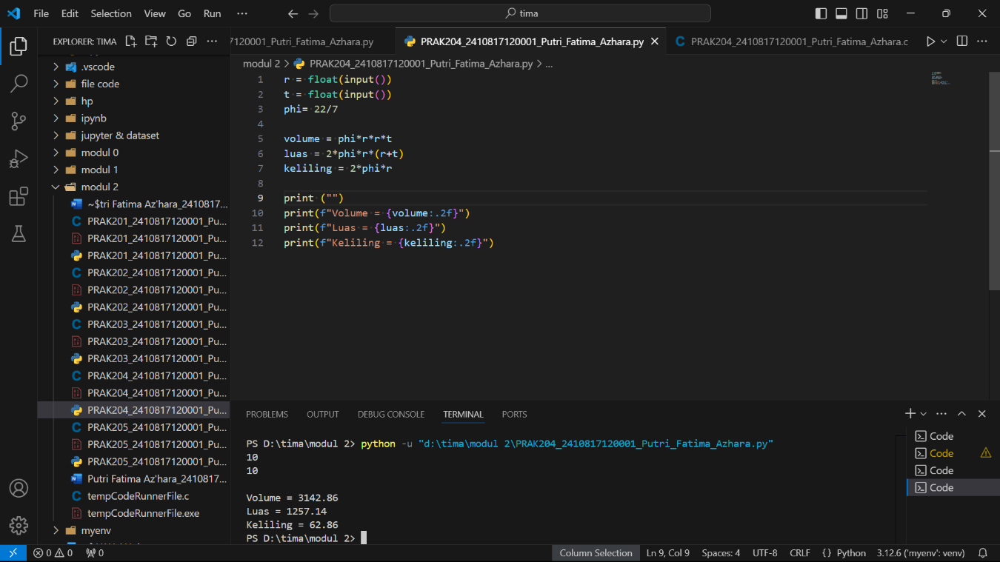 File Edit Selection View Go Run ··· tima
EXPLORER: TIMA ···
7120001_Putri_Fatima_Azhara.py PRAK204_2410817120001_Putri_Fatima_Azhara.py PRAK204_2410817120001_Putri_Fatima_Azhara.c ···
modul 2 > PRAK204_2410817120001_Putri_Fatima_Azhara.py > ...
.vscode
file code
hp
ipynb
jupyter & dataset
modul 0
modul 1
modul 2
~$tri Fatima Az'hara_2410817...
PRAK201_2410817120001_Pu...
PRAK201_2410817120001_Pu...
PRAK201_2410817120001_Pu...
PRAK202_2410817120001_Pu...
PRAK202_2410817120001_Pu...
PRAK202_2410817120001_Pu...
PRAK203_2410817120001_Pu...
PRAK203_2410817120001_Pu...
PRAK203_2410817120001_Pu...
PRAK204_2410817120001_Pu...
PRAK204_2410817120001_Pu...
PRAK204_2410817120001_Pu...
PRAK205_2410817120001_Pu...
PRAK205_2410817120001_Pu...
PRAK205_2410817120001_Pu...
Putri Fatima Az'hara_2410817...
tempCodeRunnerFile.c
tempCodeRunnerFile.exe
myenv
1 r = float(input())
2 t = float(input())
3 phi= 22/7
4
5 volume = phi*r*r*t
6 luas = 2*phi*r*(r+t)
7 keliling = 2*phi*r
8
9 print ("")
10 print(f"Volume = {volume:.2f}")
11 print(f"Luas = {luas:.2f}")
12 print(f"Keliling = {keliling:.2f}")
PROBLEMS OUTPUT DEBUG CONSOLE TERMINAL PORTS ···
PS D:\tima\modul 2> python -u "d:\tima\modul 2\PRAK204_2410817120001_Putri_Fatima_Azhara.py"
10
10
Volume = 3142.86
Luas = 1257.14
Keliling = 62.86
PS D:\tima\modul 2>
Code
Code
Code
Code
0 0 0 Column Selection Ln 9, Col 9 Spaces: 4 UTF-8 CRLF {} Python 3.12.6 ('myenv': venv)